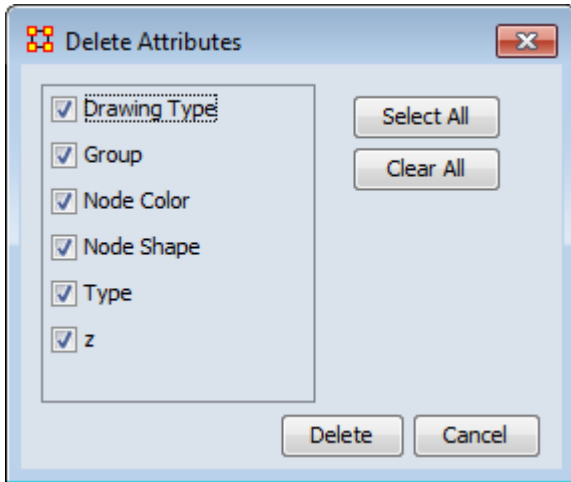 Delete Attributes
Drawing Type
Group
Node Color
Node Shape
Type
z
Select All
Clear All
Delete
Cancel